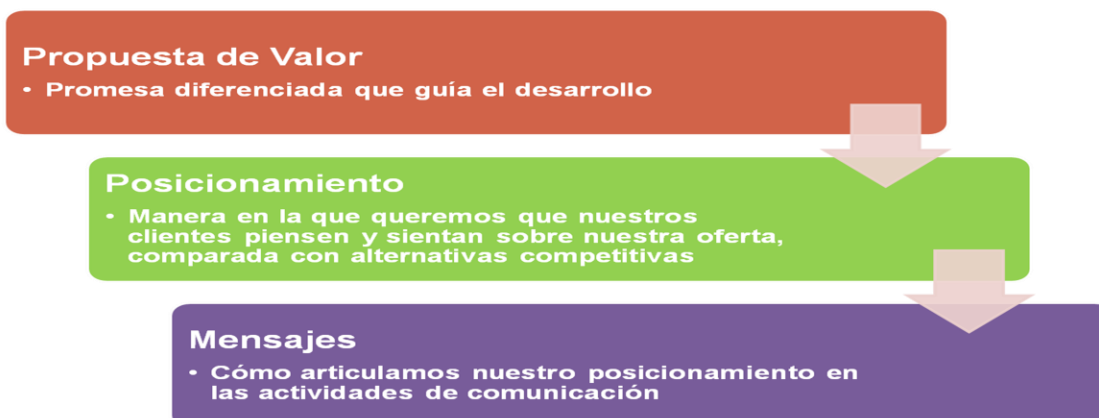 Propuesta de Valor
• Promesa diferenciada que guía el desarrollo
Posicionamiento
• Manera en la que queremos que nuestros
clientes piensen y sientan sobre nuestra oferta,
comparada con alternativas competitivas
Mensajes
• Cómo articulamos nuestro posicionamiento en
las actividades de comunicación